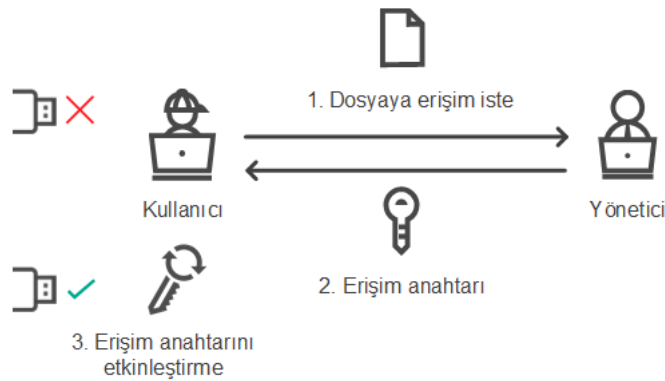 1. Dosyaya erişim iste
Kullanıcı
Yönetici
2. Erişim anahtarı
3. Erişim anahtarını
etkinleştirme